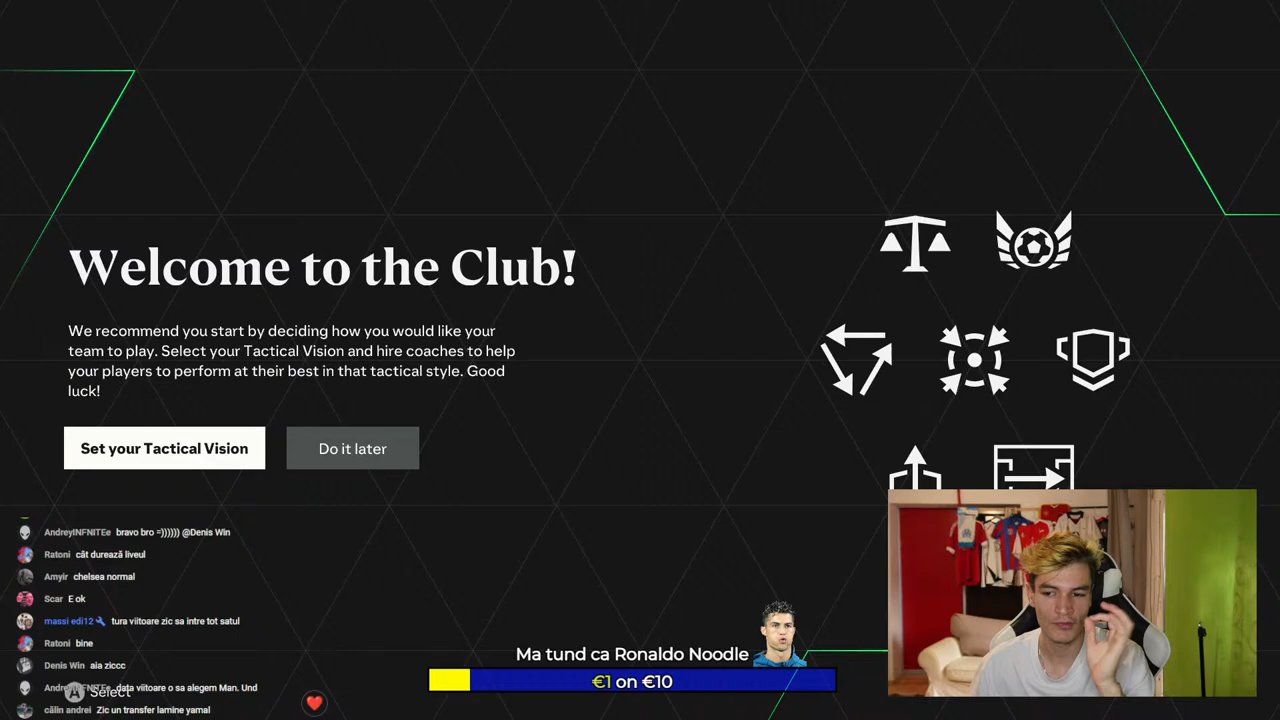 Welcome to the Club!
We recommend you start by deciding how you would like your
team to play. Select your Tactical Vision and hire coaches to help
your players to perform at their best in that tactical style. Good
luck!
Set your Tactical Vision
Do it later
AndreyINFNITEe bravo bro =)))))) @Denis Win
Ratoni cât durează liveul
Amyir chelsea normal
Scar E ok
massi edi12 tura viitoare zic sa intre tot satul
Ratoni bine
Denis Win aia ziccc
data viitoare o sa alegem Man. Und
A Select
călin andrei Zic un transfer lamine yamal
Ma tund ca Ronaldo Noodle
€1 on €10